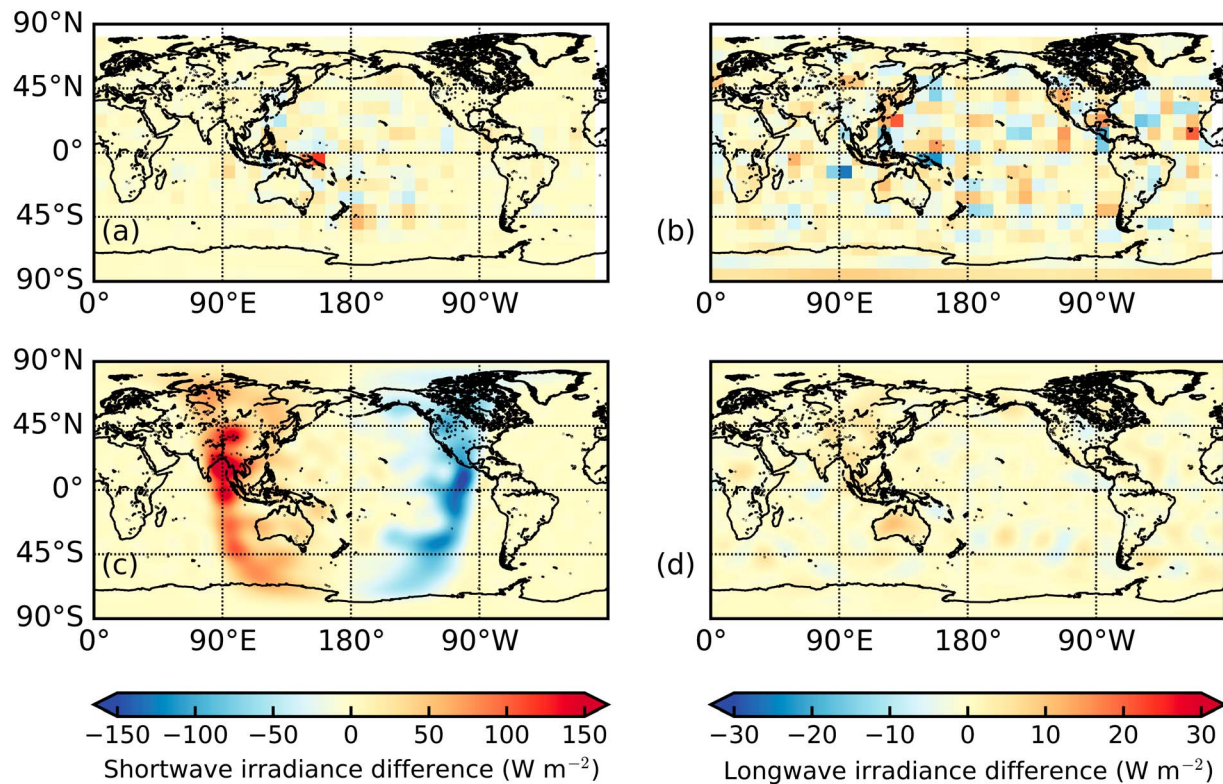 90°N
45°N
0°
45°S
90°S
(a)
(b)
0° 90°E 180° 90°W
0° 90°E 180° 90°W
90°N
45°N
0°
45°S
90°S
(c)
(d)
0° 90°E 180° 90°W
0° 90°E 180° 90°W
−150 −100 −50 0 50 100 150
Shortwave irradiance difference (W m⁻²)
−30 −20 −10 0 10 20 30
Longwave irradiance difference (W m⁻²)